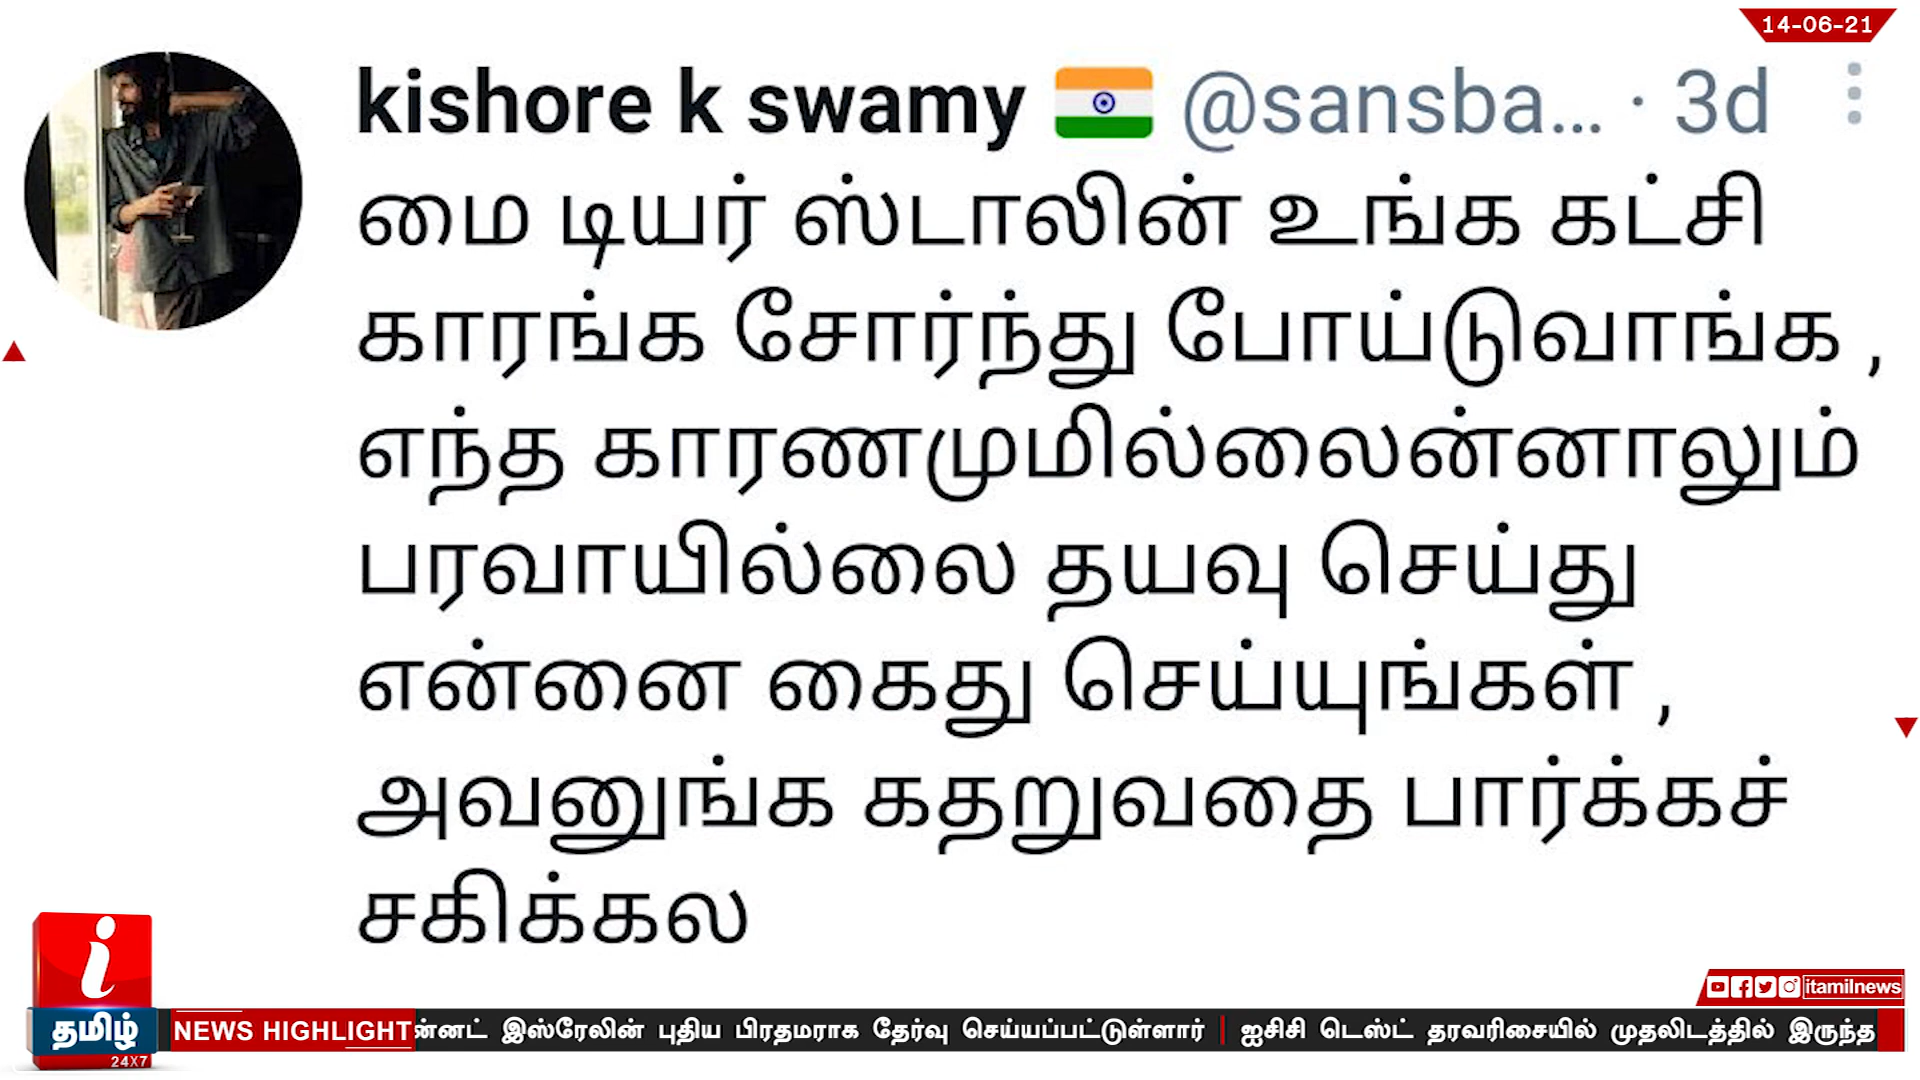 14-06-21
kishore k swamy 🇮🇳 @sansba... · 3d
மை டியர் ஸ்டாலின் உங்க கட்சி
காரங்க சோர்ந்து போய்டுவாங்க ,
எந்த காரணமுமில்லைன்னாலும்
பரவாயில்லை தயவு செய்து
என்னை கைது செய்யுங்கள் ,
அவனுங்க கதறுவதை பார்க்கச்
சகிக்கல
itamilnews
i
தமிழ்
24X7
NEWS HIGHLIGHT
ன்னட் இஸ்ரேலின் புதிய பிரதமராக தேர்வு செய்யப்பட்டுள்ளார் | ஐசிசி டெஸ்ட் தரவரிசையில் முதலிடத்தில் இருந்த